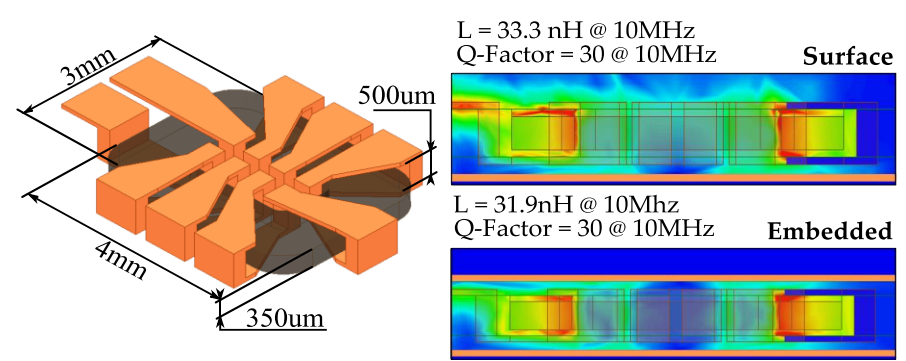 3mm
500um
4mm
350um
L = 33.3 nH @ 10MHz
Q-Factor = 30 @ 10MHz
Surface
L = 31.9nH @ 10Mhz
Q-Factor = 30 @ 10MHz
Embedded